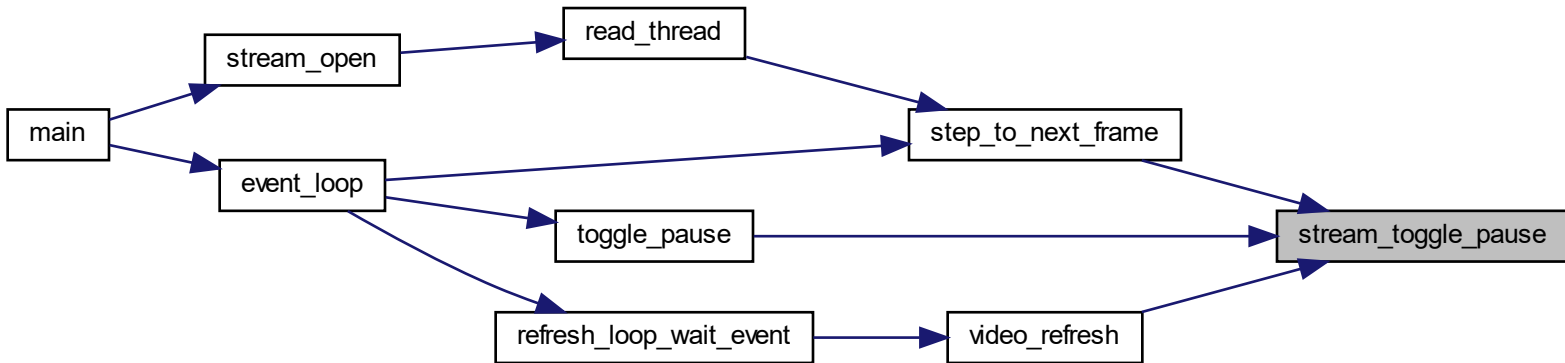 read_thread
stream_open
main
step_to_next_frame
event_loop
toggle_pause
stream_toggle_pause
refresh_loop_wait_event
video_refresh